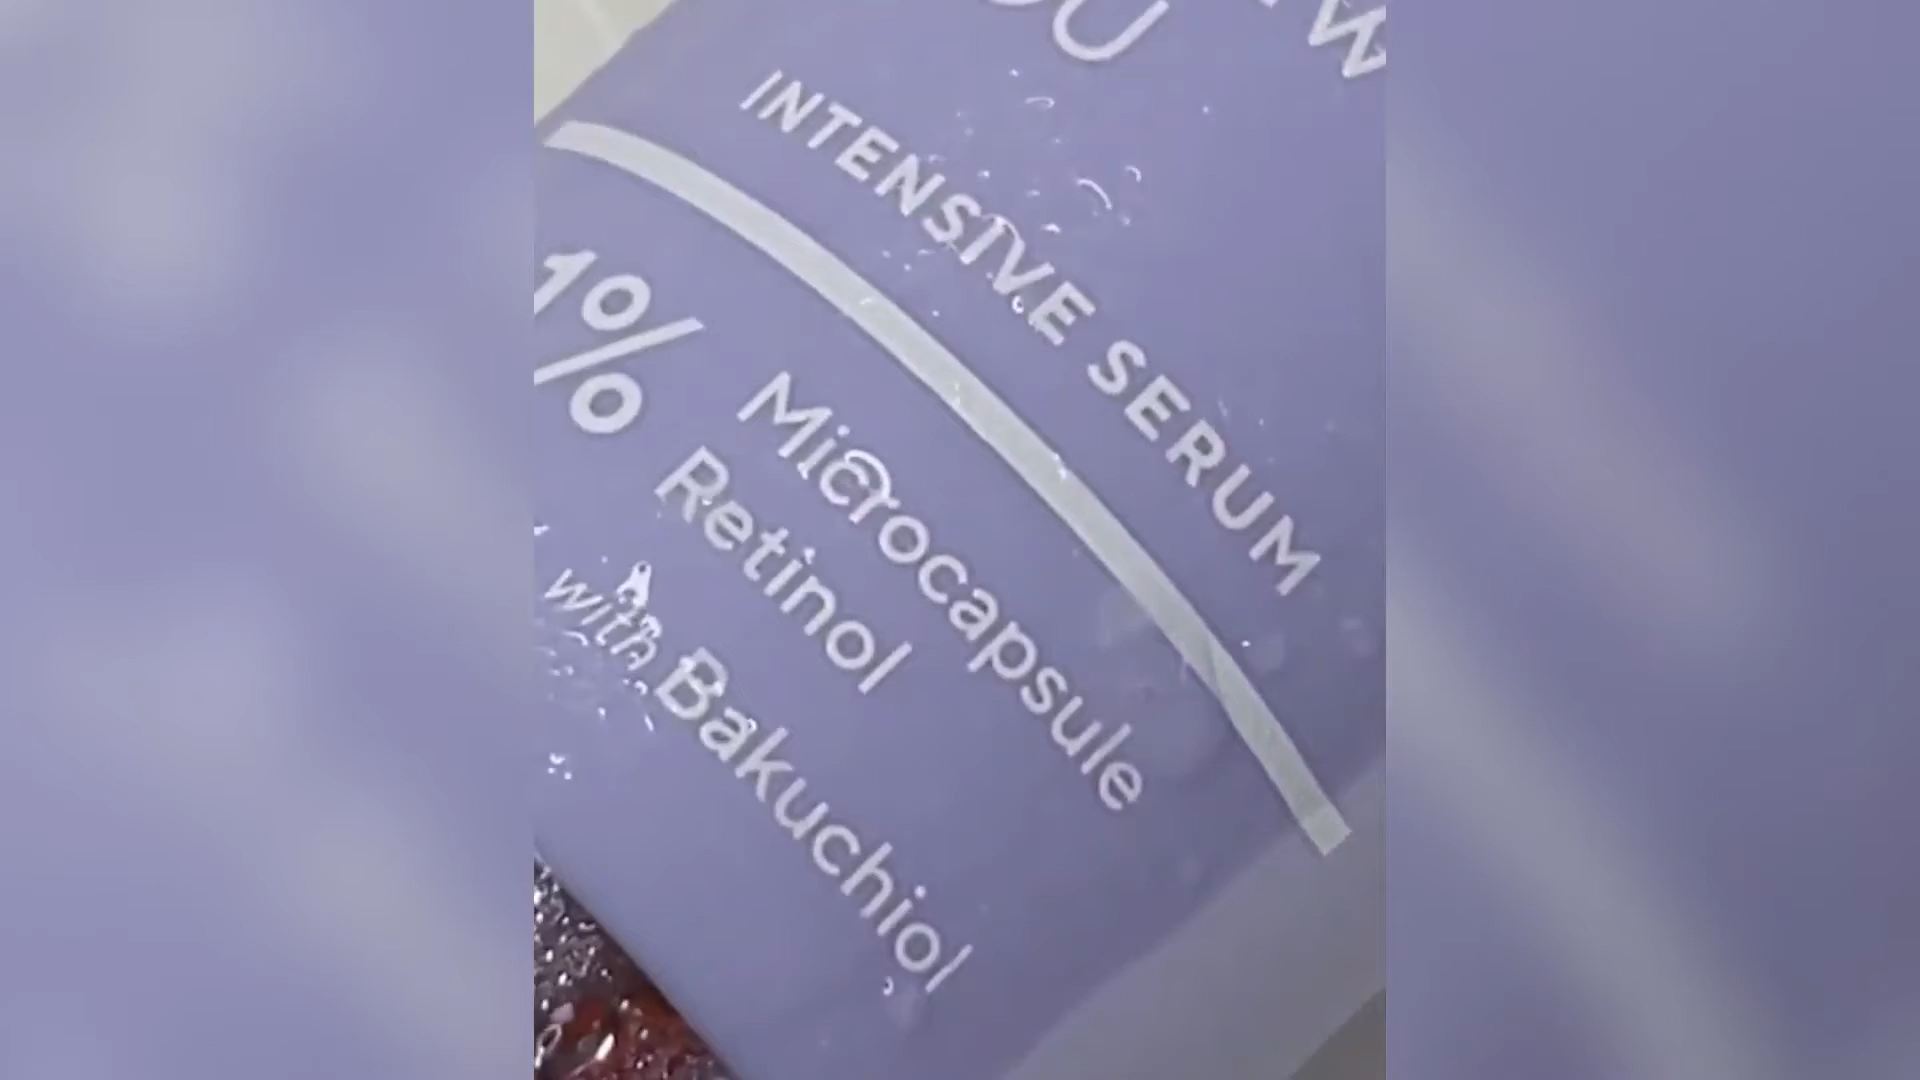 INTENSIVE SERUM
1%
Microcapsule
Retinol
with Bakuchiol